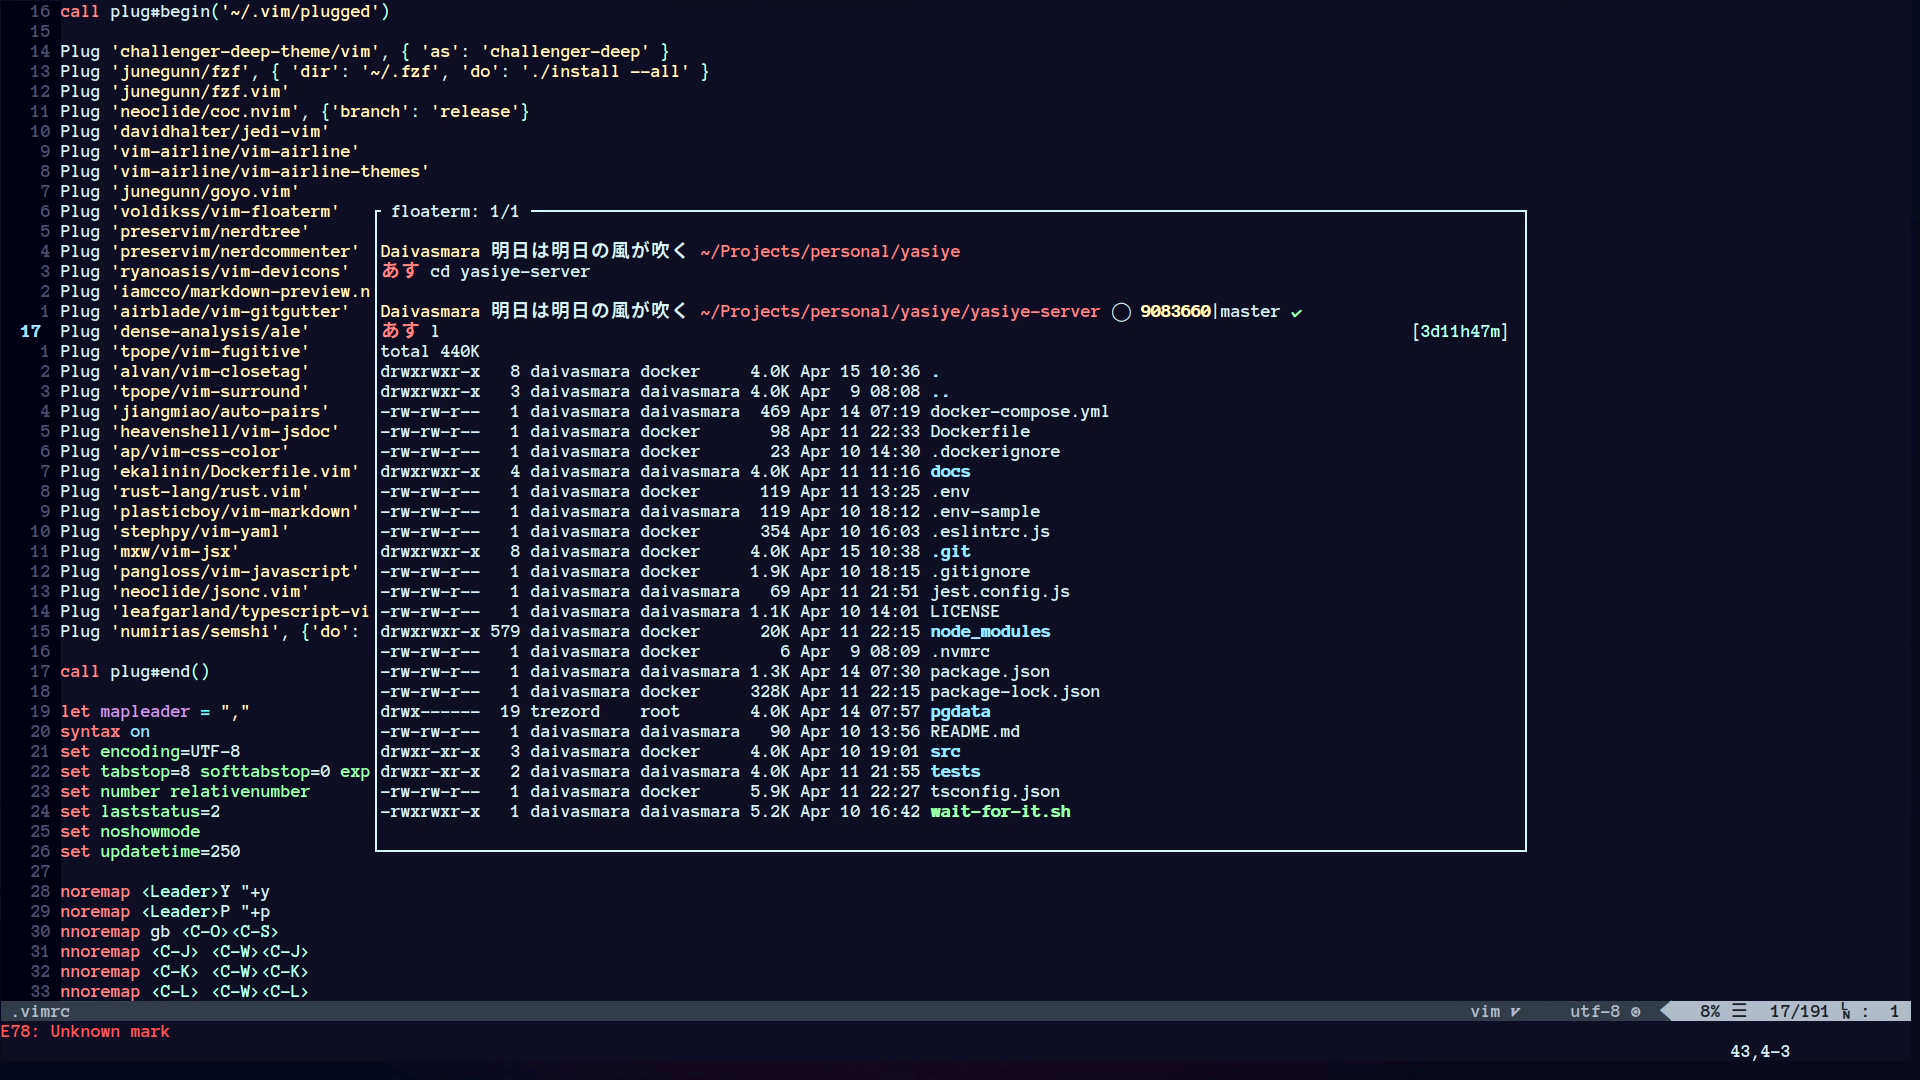 16 call plug#begin('~/.vim/plugged')
15
14 Plug 'challenger-deep-theme/vim', { 'as': 'challenger-deep' }
13 Plug 'junegunn/fzf', { 'dir': '~/.fzf', 'do': './install --all' }
12 Plug 'junegunn/fzf.vim'
11 Plug 'neoclide/coc.nvim', {'branch': 'release'}
10 Plug 'davidhalter/jedi-vim'
9 Plug 'vim-airline/vim-airline'
8 Plug 'vim-airline/vim-airline-themes'
7 Plug 'junegunn/goyo.vim'
6 Plug 'voldikss/vim-floaterm'
5 Plug 'preservim/nerdtree'
4 Plug 'preservim/nerdcommenter'
3 Plug 'ryanoasis/vim-devicons'
2 Plug 'iamcco/markdown-preview.n
1 Plug 'airblade/vim-gitgutter'
17 Plug 'dense-analysis/ale'
1 Plug 'tpope/vim-fugitive'
2 Plug 'alvan/vim-closetag'
3 Plug 'tpope/vim-surround'
4 Plug 'jiangmiao/auto-pairs'
5 Plug 'heavenshell/vim-jsdoc'
6 Plug 'ap/vim-css-color'
7 Plug 'ekalinin/Dockerfile.vim'
8 Plug 'rust-lang/rust.vim'
9 Plug 'plasticboy/vim-markdown'
10 Plug 'stephpy/vim-yaml'
11 Plug 'mxw/vim-jsx'
12 Plug 'pangloss/vim-javascript'
13 Plug 'neoclide/jsonc.vim'
14 Plug 'leafgarland/typescript-vi
15 Plug 'numirias/semshi', {'do':
16
17 call plug#end()
18
19 let mapleader = ","
20 syntax on
21 set encoding=UTF-8
22 set tabstop=8 softtabstop=0 exp
23 set number relativenumber
24 set laststatus=2
25 set noshowmode
26 set updatetime=250
27
28 noremap <Leader>Y "+y
29 noremap <Leader>P "+p
30 nnoremap gb <C-O><C-S>
31 nnoremap <C-J> <C-W><C-J>
32 nnoremap <C-K> <C-W><C-K>
33 nnoremap <C-L> <C-W><C-L>
floaterm: 1/1
Daivasmara 明日は明日の風が吹く ~/Projects/personal/yasiye
あす cd yasiye-server
Daivasmara 明日は明日の風が吹く ~/Projects/personal/yasiye/yasiye-server ◯ 9083660|master ✔
あす l [3d11h47m]
total 440K
drwxrwxr-x 8 daivasmara docker 4.0K Apr 15 10:36 .
drwxrwxr-x 3 daivasmara daivasmara 4.0K Apr 9 08:08 ..
-rw-rw-r-- 1 daivasmara daivasmara 469 Apr 14 07:19 docker-compose.yml
-rw-rw-r-- 1 daivasmara docker 98 Apr 11 22:33 Dockerfile
-rw-rw-r-- 1 daivasmara docker 23 Apr 10 14:30 .dockerignore
drwxrwxr-x 4 daivasmara daivasmara 4.0K Apr 11 11:16 docs
-rw-rw-r-- 1 daivasmara docker 119 Apr 11 13:25 .env
-rw-rw-r-- 1 daivasmara daivasmara 119 Apr 10 18:12 .env-sample
-rw-rw-r-- 1 daivasmara docker 354 Apr 10 16:03 .eslintrc.js
drwxrwxr-x 8 daivasmara docker 4.0K Apr 15 10:38 .git
-rw-rw-r-- 1 daivasmara docker 1.9K Apr 10 18:15 .gitignore
-rw-rw-r-- 1 daivasmara daivasmara 69 Apr 11 21:51 jest.config.js
-rw-rw-r-- 1 daivasmara daivasmara 1.1K Apr 10 14:01 LICENSE
drwxrwxr-x 579 daivasmara docker 20K Apr 11 22:15 node_modules
-rw-rw-r-- 1 daivasmara docker 6 Apr 9 08:09 .nvmrc
-rw-rw-r-- 1 daivasmara daivasmara 1.3K Apr 14 07:30 package.json
-rw-rw-r-- 1 daivasmara docker 328K Apr 11 22:15 package-lock.json
drwx------ 19 trezord root 4.0K Apr 14 07:57 pgdata
-rw-rw-r-- 1 daivasmara daivasmara 90 Apr 10 13:56 README.md
drwxr-xr-x 3 daivasmara docker 4.0K Apr 10 19:01 src
drwxr-xr-x 2 daivasmara daivasmara 4.0K Apr 11 21:55 tests
-rw-rw-r-- 1 daivasmara docker 5.9K Apr 11 22:27 tsconfig.json
-rwxrwxr-x 1 daivasmara daivasmara 5.2K Apr 10 16:42 wait-for-it.sh
.vimrc vim utf-8 8% ☰ 17/191 ␤ : 1
E78: Unknown mark
43,4-3